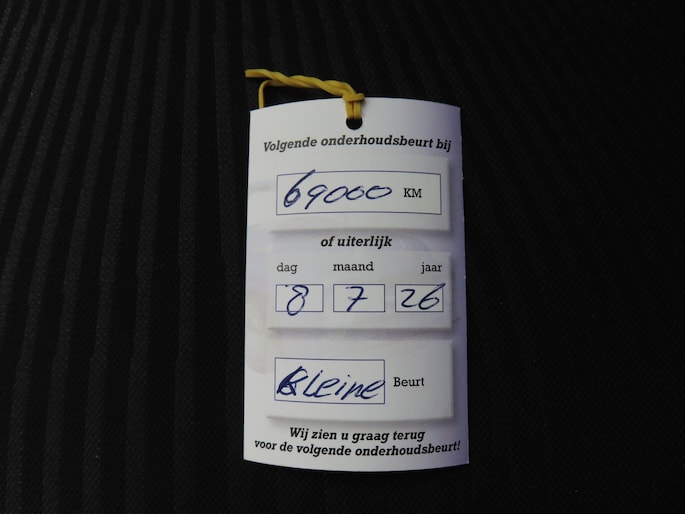 Volgende onderhoudsbeurt bij
69000 KM
of uiterlijk
dag maand jaar
8 7 26
Kleine Beurt
Wij zien u graag terug
voor de volgende onderhoudsbeurt!